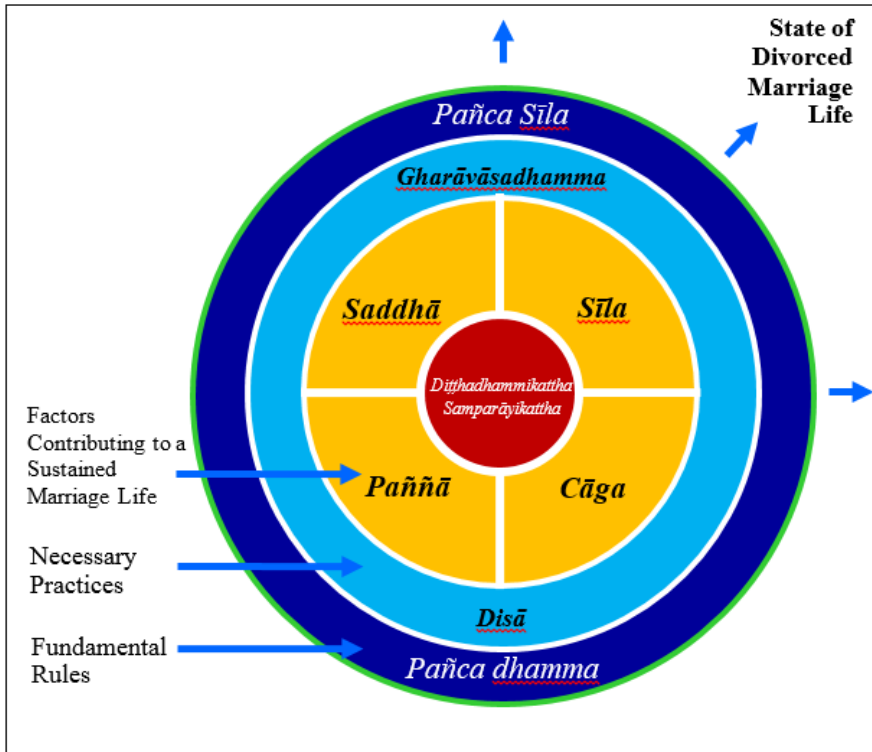 State of
Divorced
Marriage
Life
Pañca Sīla
Gharāvāsadhamma
Saddhā
Sīla
Diṭṭhadhammikattha
Samparāyikattha
Factors
Contributing to a
Sustained
Marriage Life
Paññā
Cāga
Necessary
Practices
Disā
Fundamental
Rules
Pañca dhamma